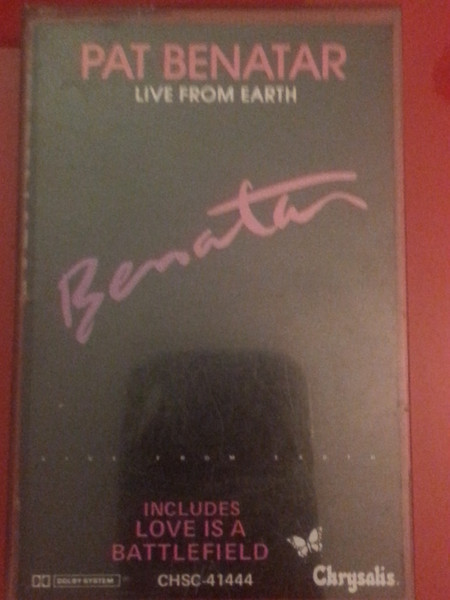 PAT BENATAR
LIVE FROM EARTH
Benatar
LIVE FROM EARTH
INCLUDES
LOVE IS A
BATTLEFIELD
DOLBY SYSTEM
CHSC-41444
Chrysalis